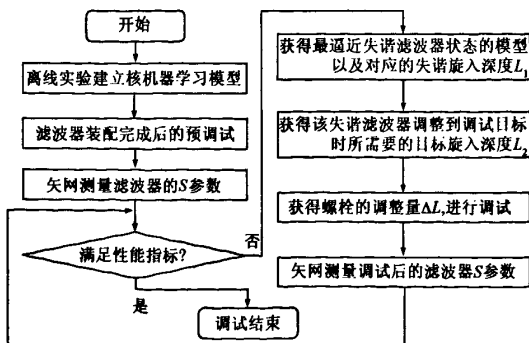 开始
离线实验建立核机器学习模型
滤波器装配完成后的预调试
矢网测量滤波器的S参数
满足性能指标?
否
是
调试结束
获得最逼近失谐滤波器状态的模型
以及对应的失谐旋入深度L₁
获得该失谐滤波器调整到调试目标
时所需要的目标旋入深度L₂
获得螺栓的调整量ΔL,进行调试
矢网测量调试后的滤波器S参数